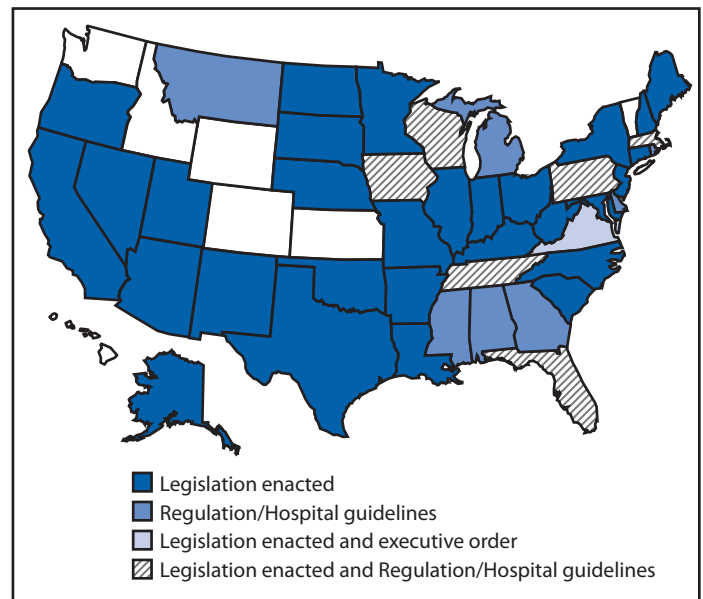 Legislation enacted
Regulation/Hospital guidelines
Legislation enacted and executive order
Legislation enacted and Regulation/Hospital guidelines